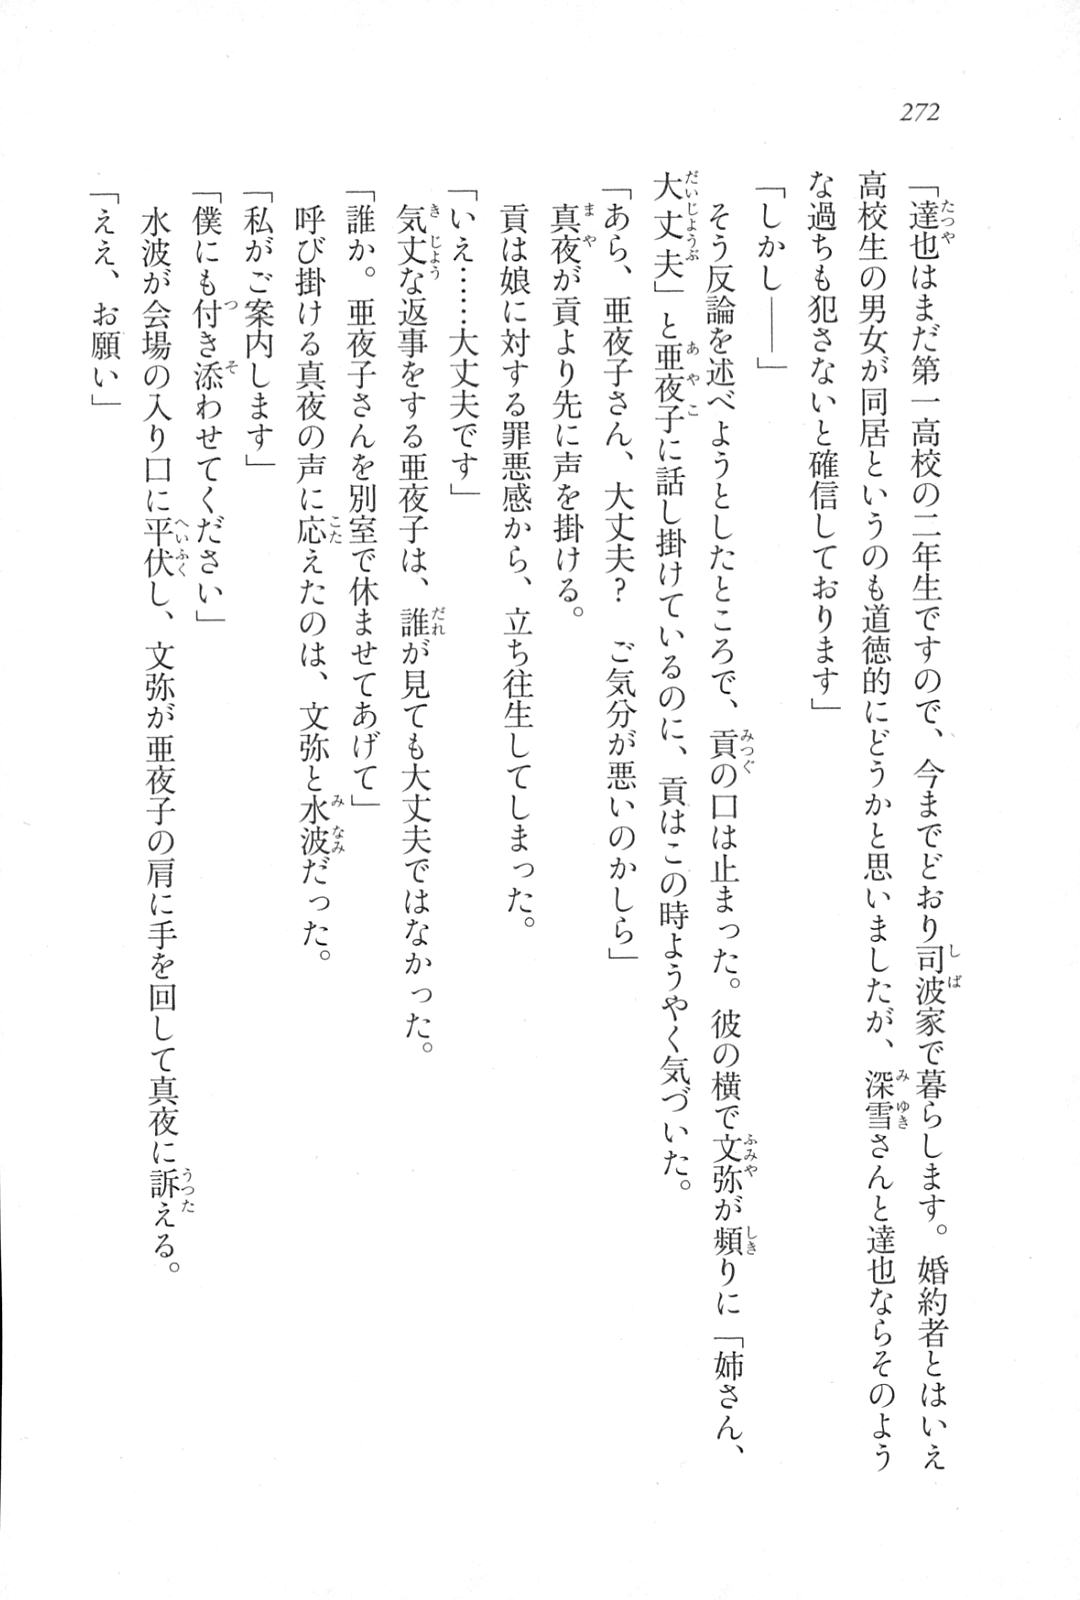 272
「達也はまだ第一高校の二年生ですので、今までどおり司波家で暮らします。婚約者とはいえ
高校生の男女が同居というのも道徳的にどうかと思いましたが、深雪さんと達也ならそのよう
な過ちも犯さないと確信しております」
「しかし――」
そう反論を述べようとしたところで、貢の口は止まった。彼の横で文弥が頻りに「姉さん、
大丈夫」と亜夜子に話し掛けているのに、貢はこの時ようやく気づいた。
「あら、亜夜子さん、大丈夫?　ご気分が悪いのかしら」
真夜が貢より先に声を掛ける。
「いえ……大丈夫です」
貢は娘に対する罪悪感から、立ち往生してしまった。
気丈な返事をする亜夜子は、誰が見ても大丈夫ではなかった。
「誰か。亜夜子さんを別室で休ませてあげて」
呼び掛ける真夜の声に応えたのは、文弥と水波だった。
「私がご案内します」
「僕にも付き添わせてください」
水波が会場の入り口に平伏し、文弥が亜夜子の肩に手を回して真夜に訴える。
「ええ、お願い」